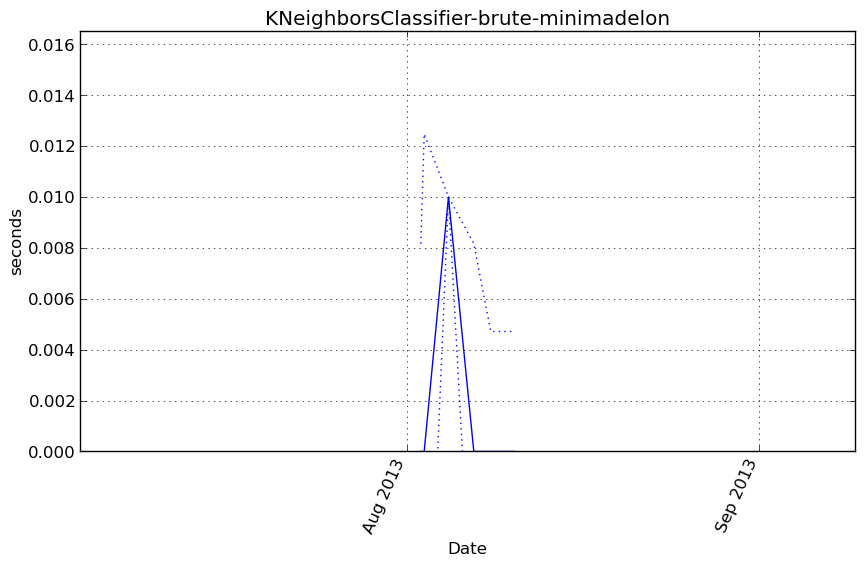 KNeighborsClassifier-brute-minimadelon
0.016
0.014
0.012
0.010
0.008
0.006
0.004
0.002
0.000
seconds
Aug 2013
Sep 2013
Date